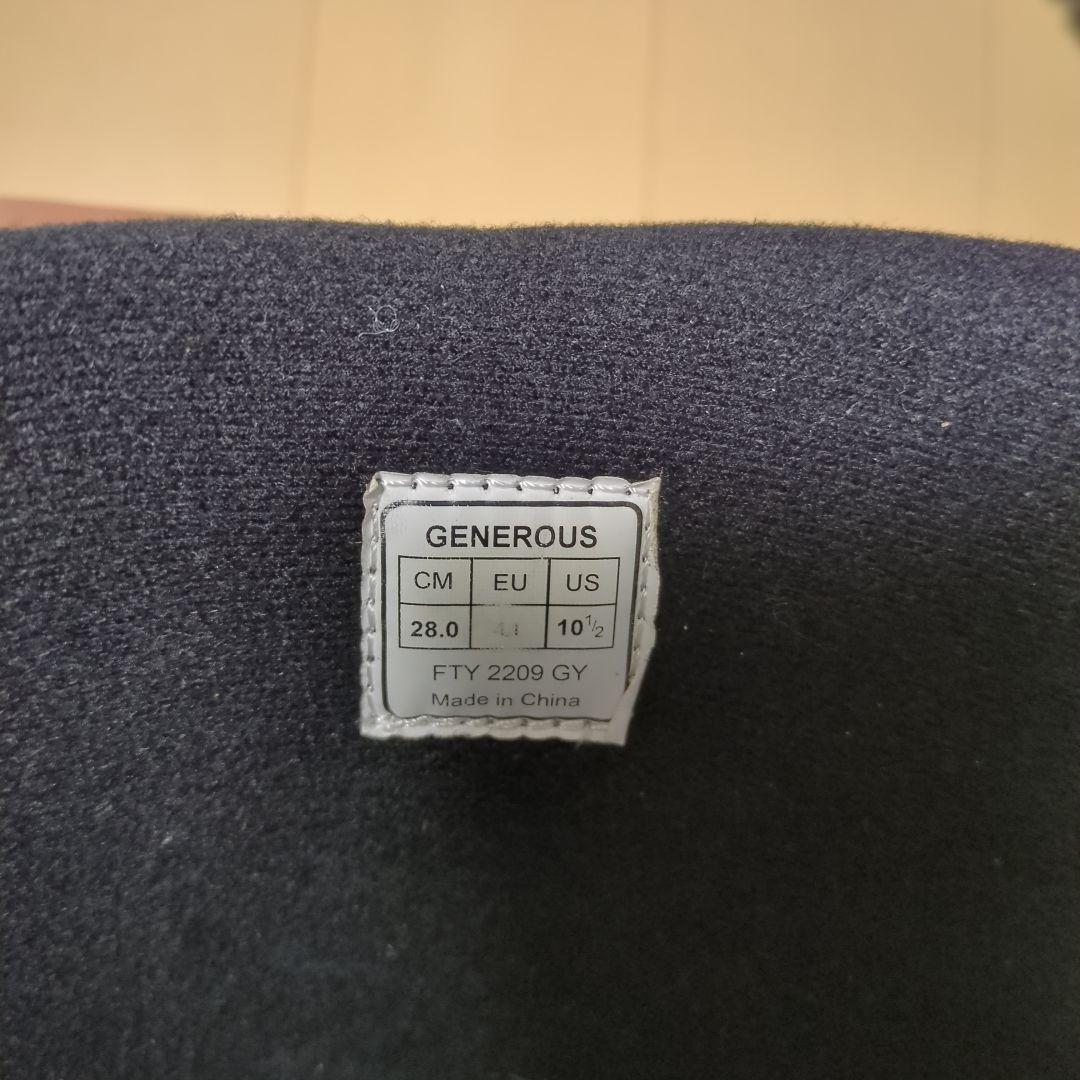 GENEROUS
CM EU US
28.0 10 1/2
FTY 2209 GY
Made in China